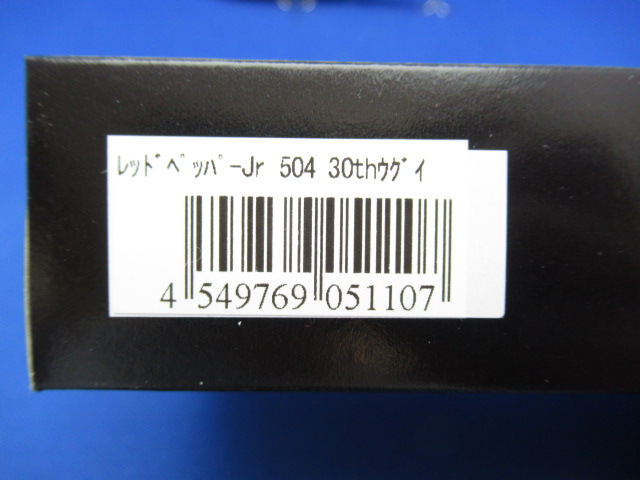 ﾚｯﾄﾞﾍﾟｯﾊﾟｰJr 504 30thｳｸﾞｲ
4 549769 051107